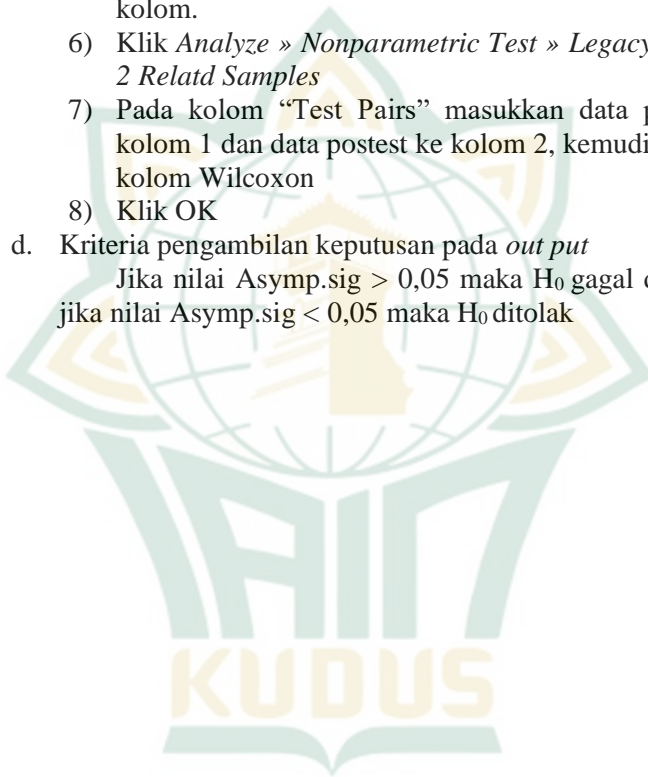 kolom.
6) Klik Analyze » Nonparametric Test » Legacy
2 Relatd Samples
7) Pada kolom “Test Pairs” masukkan data
kolom 1 dan data postest ke kolom 2,
kolom Wilcoxon
8) Klik OK
d. Kriteria pengambilan keputusan pada out put
Jika nilai Asymp.sig > 0,05 maka H0 gagal
jika nilai Asymp.sig < 0,05 maka H0 ditolak
IAIN
KUDUS